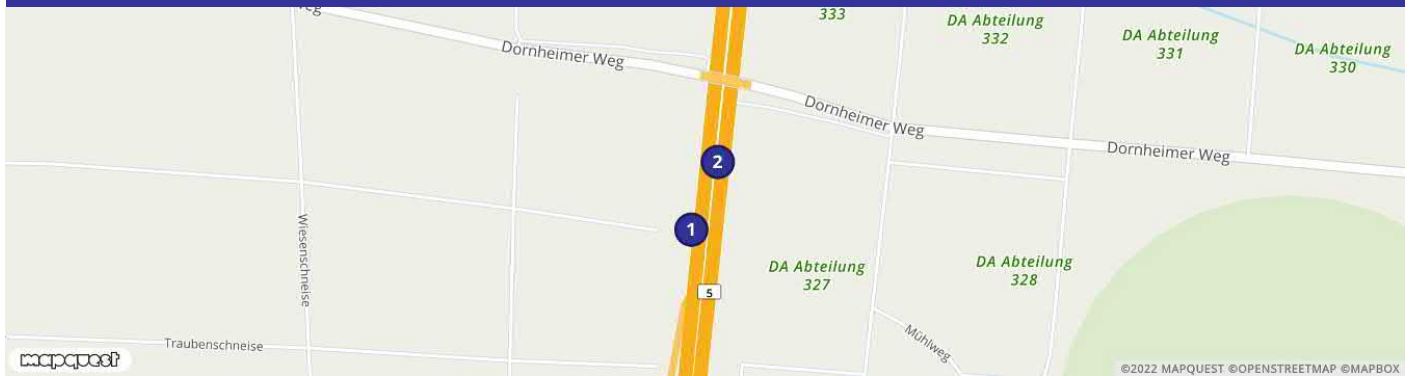 Weg
333
DA Abteilung
332
DA Abteilung
331
DA Abteilung
330
Dornheimer Weg
Dornheimer Weg
Dornheimer Weg
2
1
Wiesenschneise
DA Abteilung
327
DA Abteilung
328
5
Mühlweg
Traubenschneise
mapquest
©2022 MAPQUEST ©OPENSTREETMAP ©MAPBOX